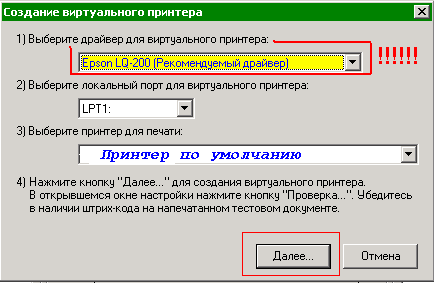 Создание виртуального принтера
1) Выберите драйвер для виртуального принтера:
Epson LQ-200 (Рекомендуемый драйвер)
!!!!!!
2) Выберите локальный порт для виртуального принтера:
LPT1:
3) Выберите принтер для печати:
Принтер по умолчанию
4) Нажмите кнопку "Далее..." для создания виртуального принтера.
В открывшемся окне настройки нажмите кнопку "Проверка...". Убедитесь
в наличии штрих-кода на напечатанном тестовом документе.
Далее... Отмена